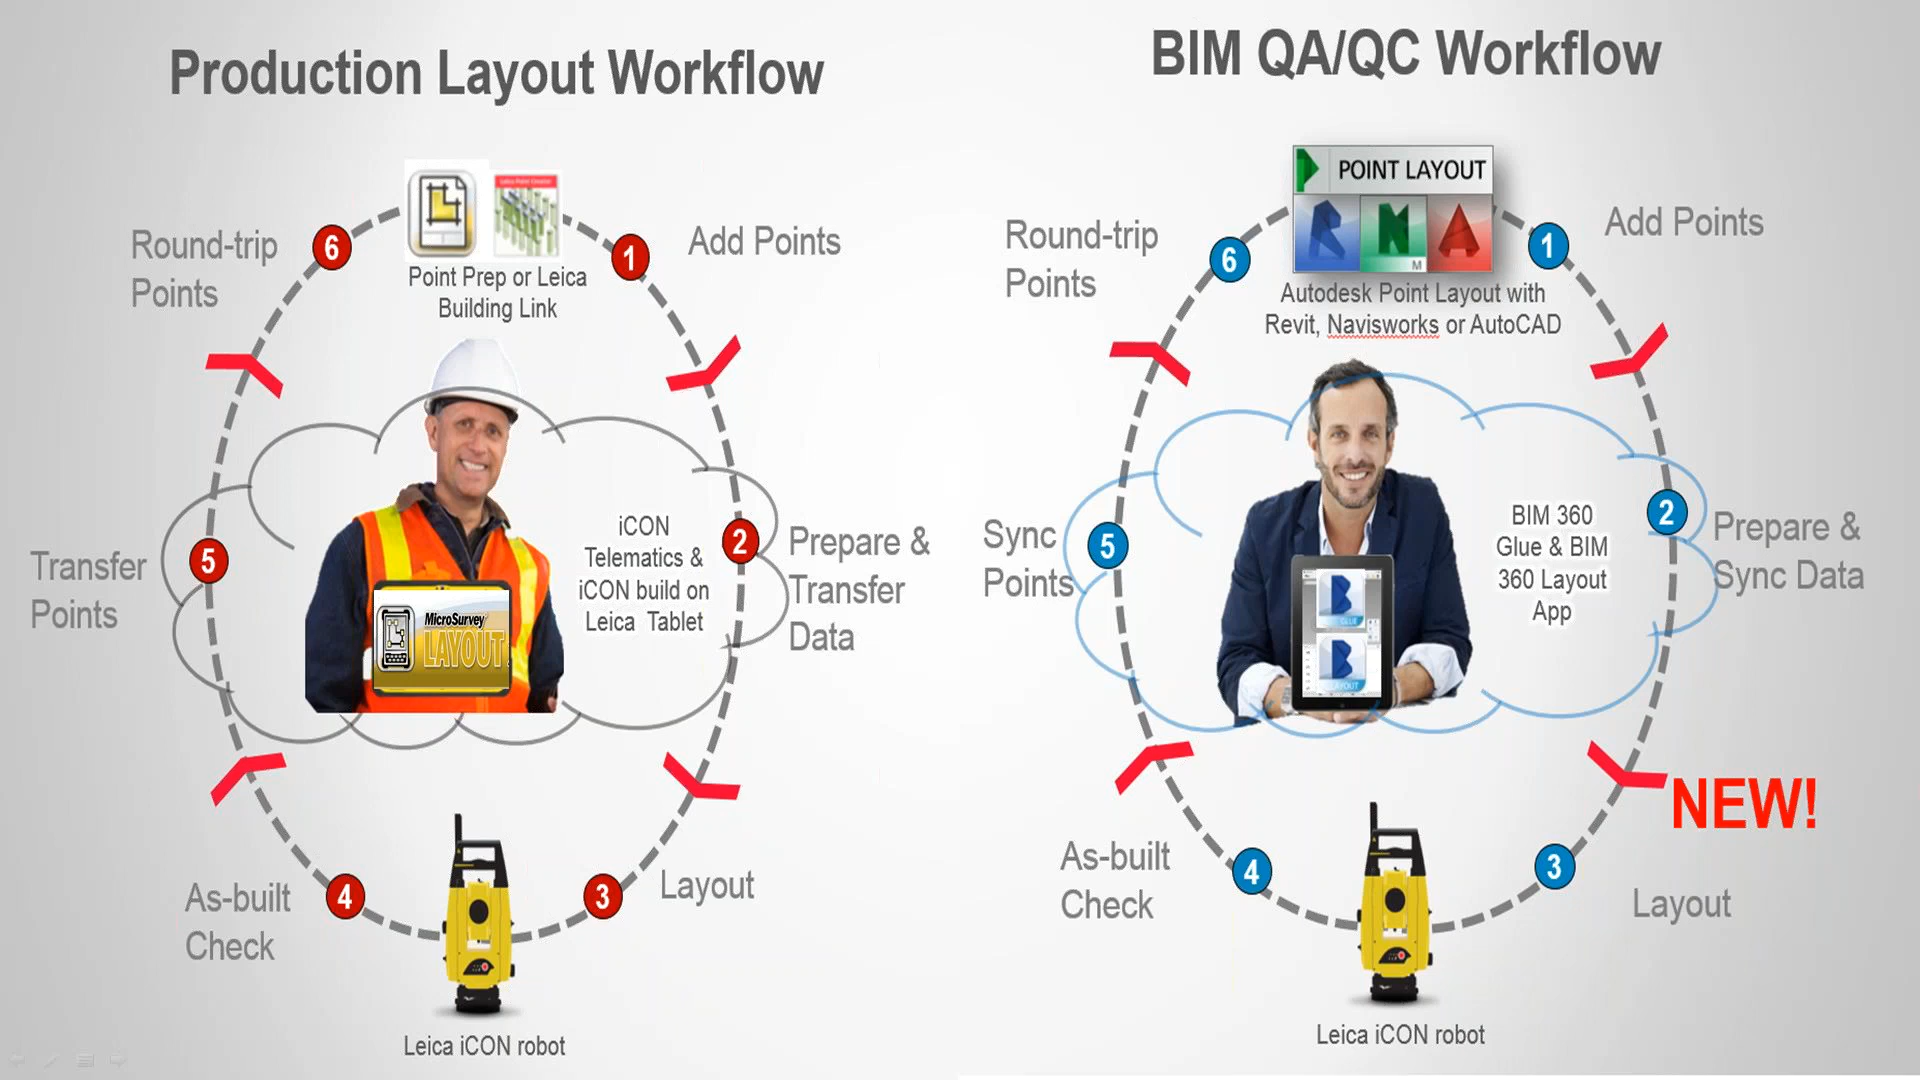 Production Layout Workflow
Point Prep or Leica
Building Link
1
Add Points
2
Prepare &
Transfer
Data
3
Layout
4
As-built
Check
5
Transfer
Points
6
Round-trip
Points
iCON
Telematics &
iCON build on
Leica Tablet
MicroSurvey
LAYOUT
Leica iCON robot
BIM QA/QC Workflow
POINT LAYOUT
M
Autodesk Point Layout with
Revit, Navisworks or AutoCAD
1
Add Points
2
Prepare &
Sync Data
NEW!
3
Layout
4
As-built
Check
5
Sync
Points
6
Round-trip
Points
BIM 360
Glue & BIM
360 Layout
App
GLUE
LAYOUT
Leica iCON robot